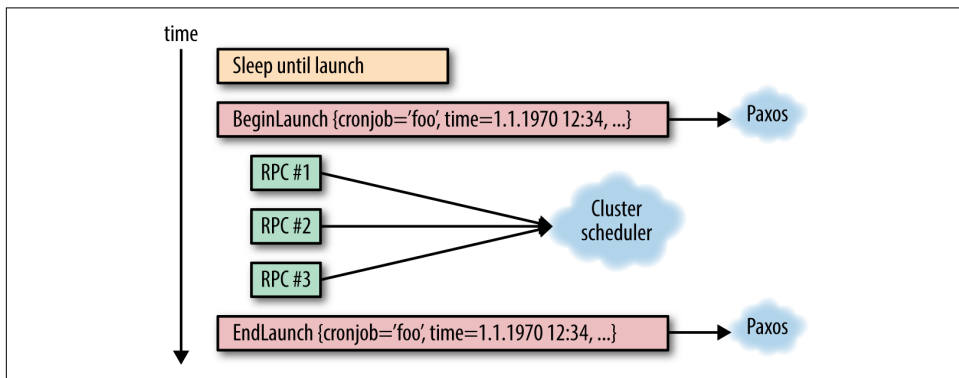 time
Sleep until launch
BeginLaunch {cronjob='foo', time=1.1.1970 12:34, ...}
Paxos
RPC #1
RPC #2
RPC #3
Cluster
scheduler
EndLaunch {cronjob='foo', time=1.1.1970 12:34, ...}
Paxos